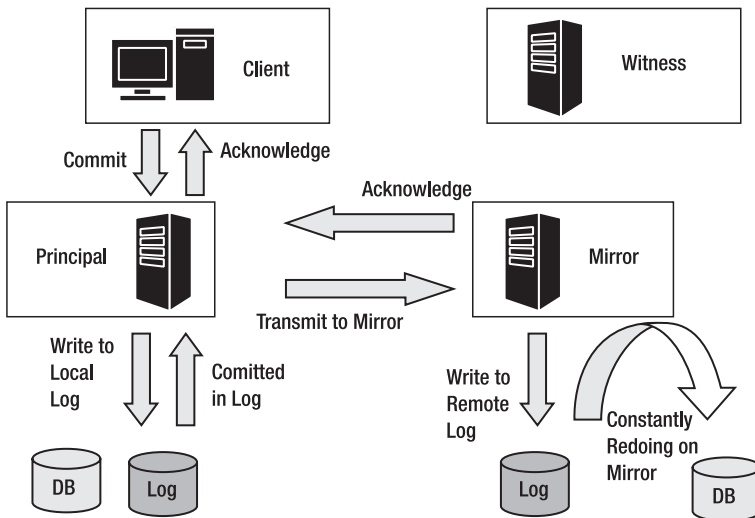 Client
Witness
Commit
Acknowledge
Acknowledge
Principal
Mirror
Transmit to Mirror
Write to
Local
Log
Comitted
in Log
Write to
Remote
Log
Constantly
Redoing on
Mirror
DB
Log
Log
DB